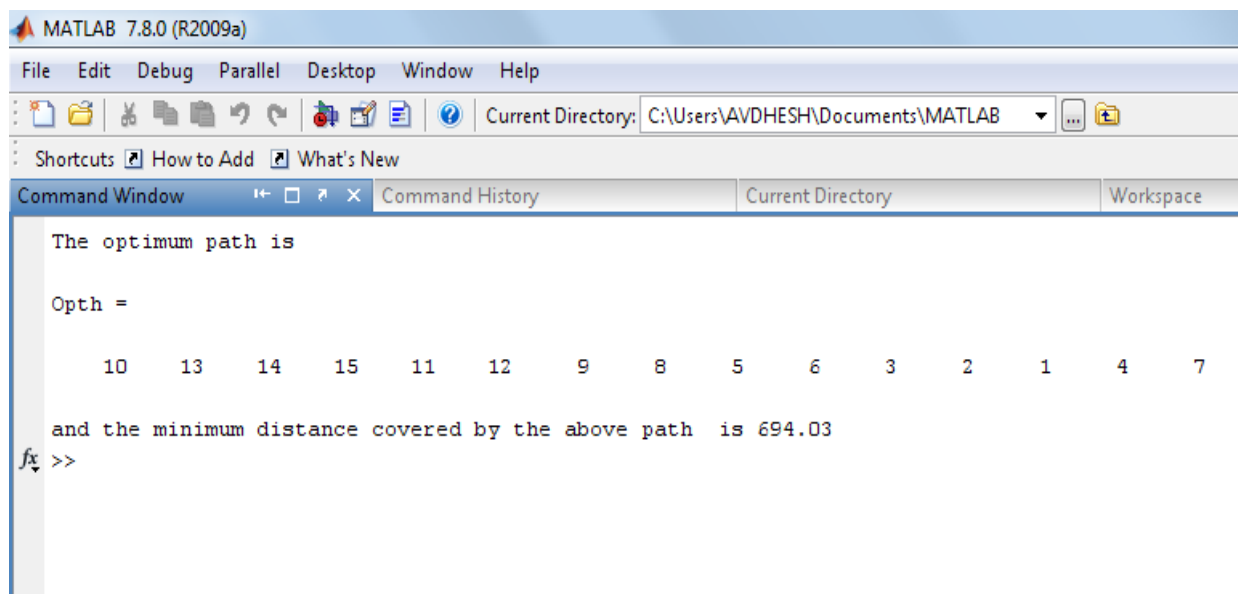 MATLAB 7.8.0 (R2009a)
File Edit Debug Parallel Desktop Window Help
Current Directory: C:\Users\AVDHESH\Documents\MATLAB ...
Shortcuts How to Add What's New
Command Window Command History Current Directory Workspace
The optimum path is
Opth =
10 13 14 15 11 12 9 8 5 6 3 2 1 4 7
and the minimum distance covered by the above path is 694.03
fx >>